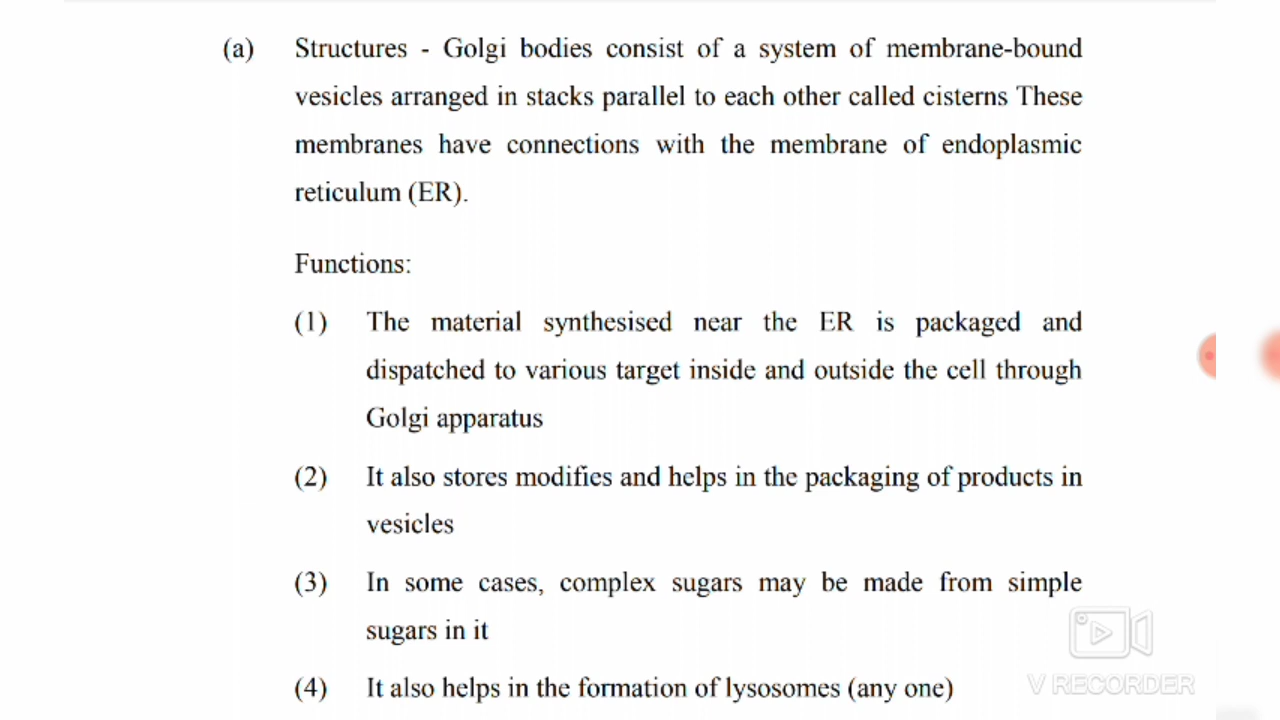 (a) Structures - Golgi bodies consist of a system of membrane-bound
vesicles arranged in stacks parallel to each other called cisterns These
membranes have connections with the membrane of endoplasmic
reticulum (ER).
Functions:
(1) The material synthesised near the ER is packaged and
dispatched to various target inside and outside the cell through
Golgi apparatus
(2) It also stores modifies and helps in the packaging of products in
vesicles
(3) In some cases, complex sugars may be made from simple
sugars in it
(4) It also helps in the formation of lysosomes (any one)
V RECORDER